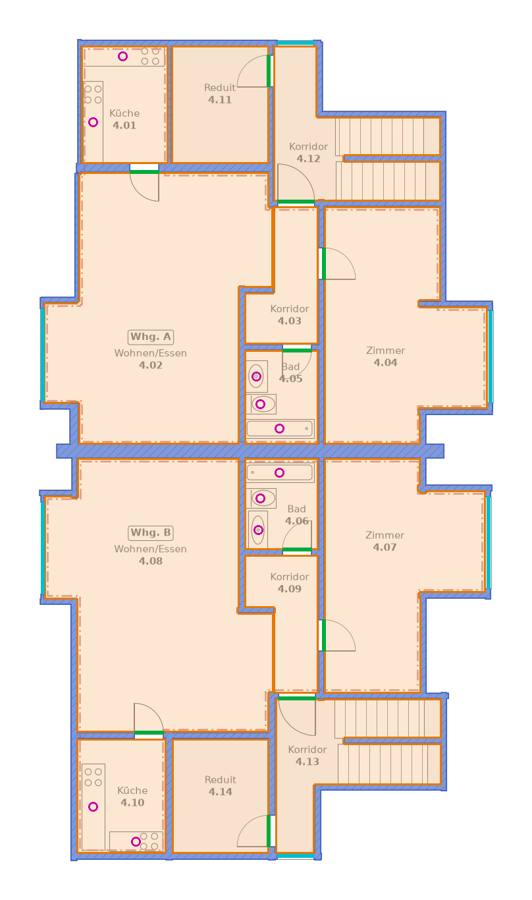 Reduit
4.11
Küche
4.01
Korridor
4.12
Korridor
4.03
Whg. A
Wohnen/Essen
4.02
Zimmer
4.04
Bad
4.05
Bad
4.06
Whg. B
Wohnen/Essen
4.08
Zimmer
4.07
Korridor
4.09
Korridor
4.13
Reduit
4.14
Küche
4.10